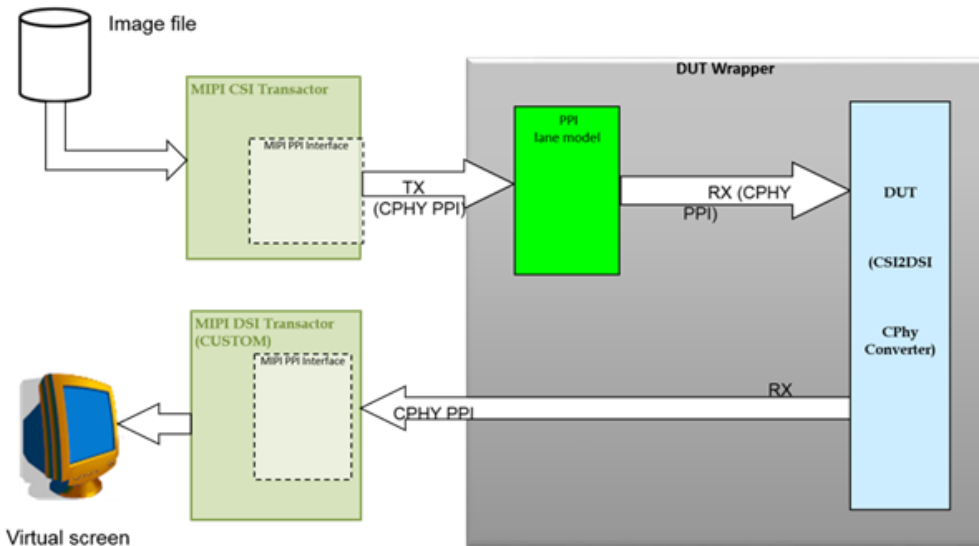 Image file
MIPI CSI Transactor
MIPI PPI Interface
TX
(CPHY PPI)
DUT Wrapper
PPI
lane model
RX (CPHY
PPI)
DUT
(CSI2DSI
CPhy
Converter)
MIPI DSI Transactor
(CUSTOM)
MIPI PPI Interface
CPHY PPI
RX
Virtual screen